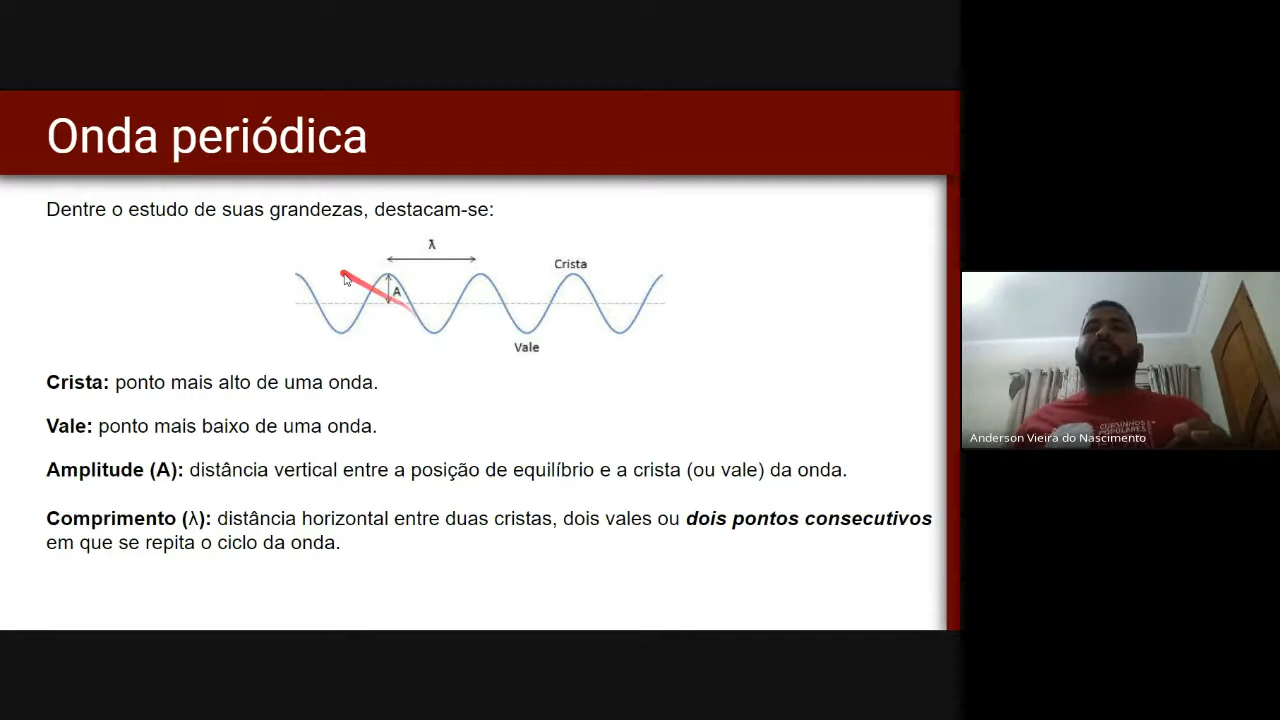 Onda periódica
Dentre o estudo de suas grandezas, destacam-se:
λ
Crista
A
Vale
Crista: ponto mais alto de uma onda.
Vale: ponto mais baixo de uma onda.
Amplitude (A): distância vertical entre a posição de equilíbrio e a crista (ou vale) da onda.
Comprimento (λ): distância horizontal entre duas cristas, dois vales ou dois pontos consecutivos
em que se repita o ciclo da onda.
CURSINHOS
POPULARES
Anderson Vieira do Nascimento